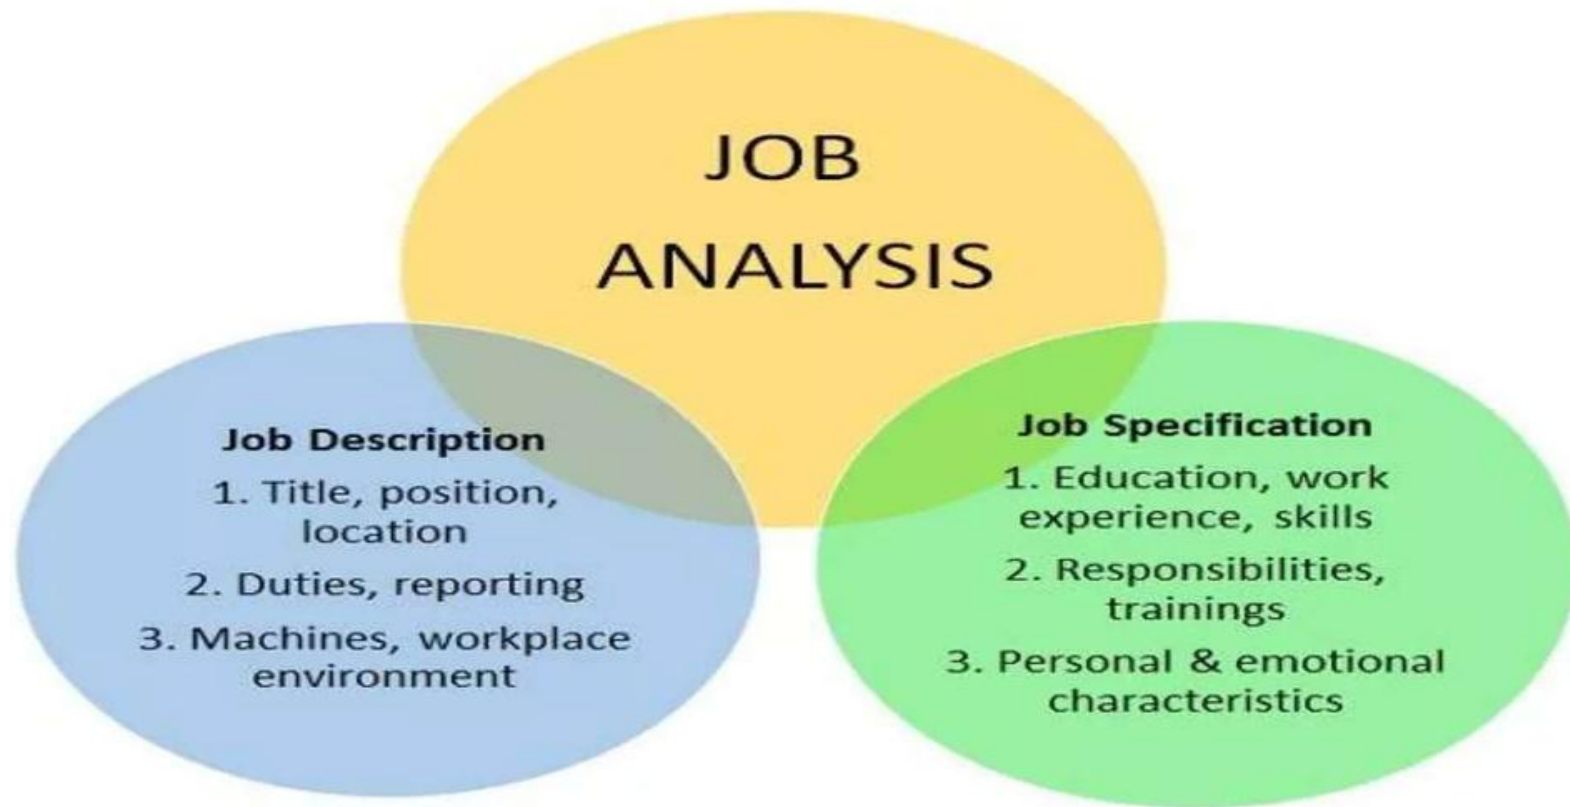 JOB
ANALYSIS
Job Description
1. Title, position,
location
2. Duties, reporting
3. Machines, workplace
environment
Job Specification
1. Education, work
experience, skills
2. Responsibilities,
trainings
3. Personal & emotional
characteristics